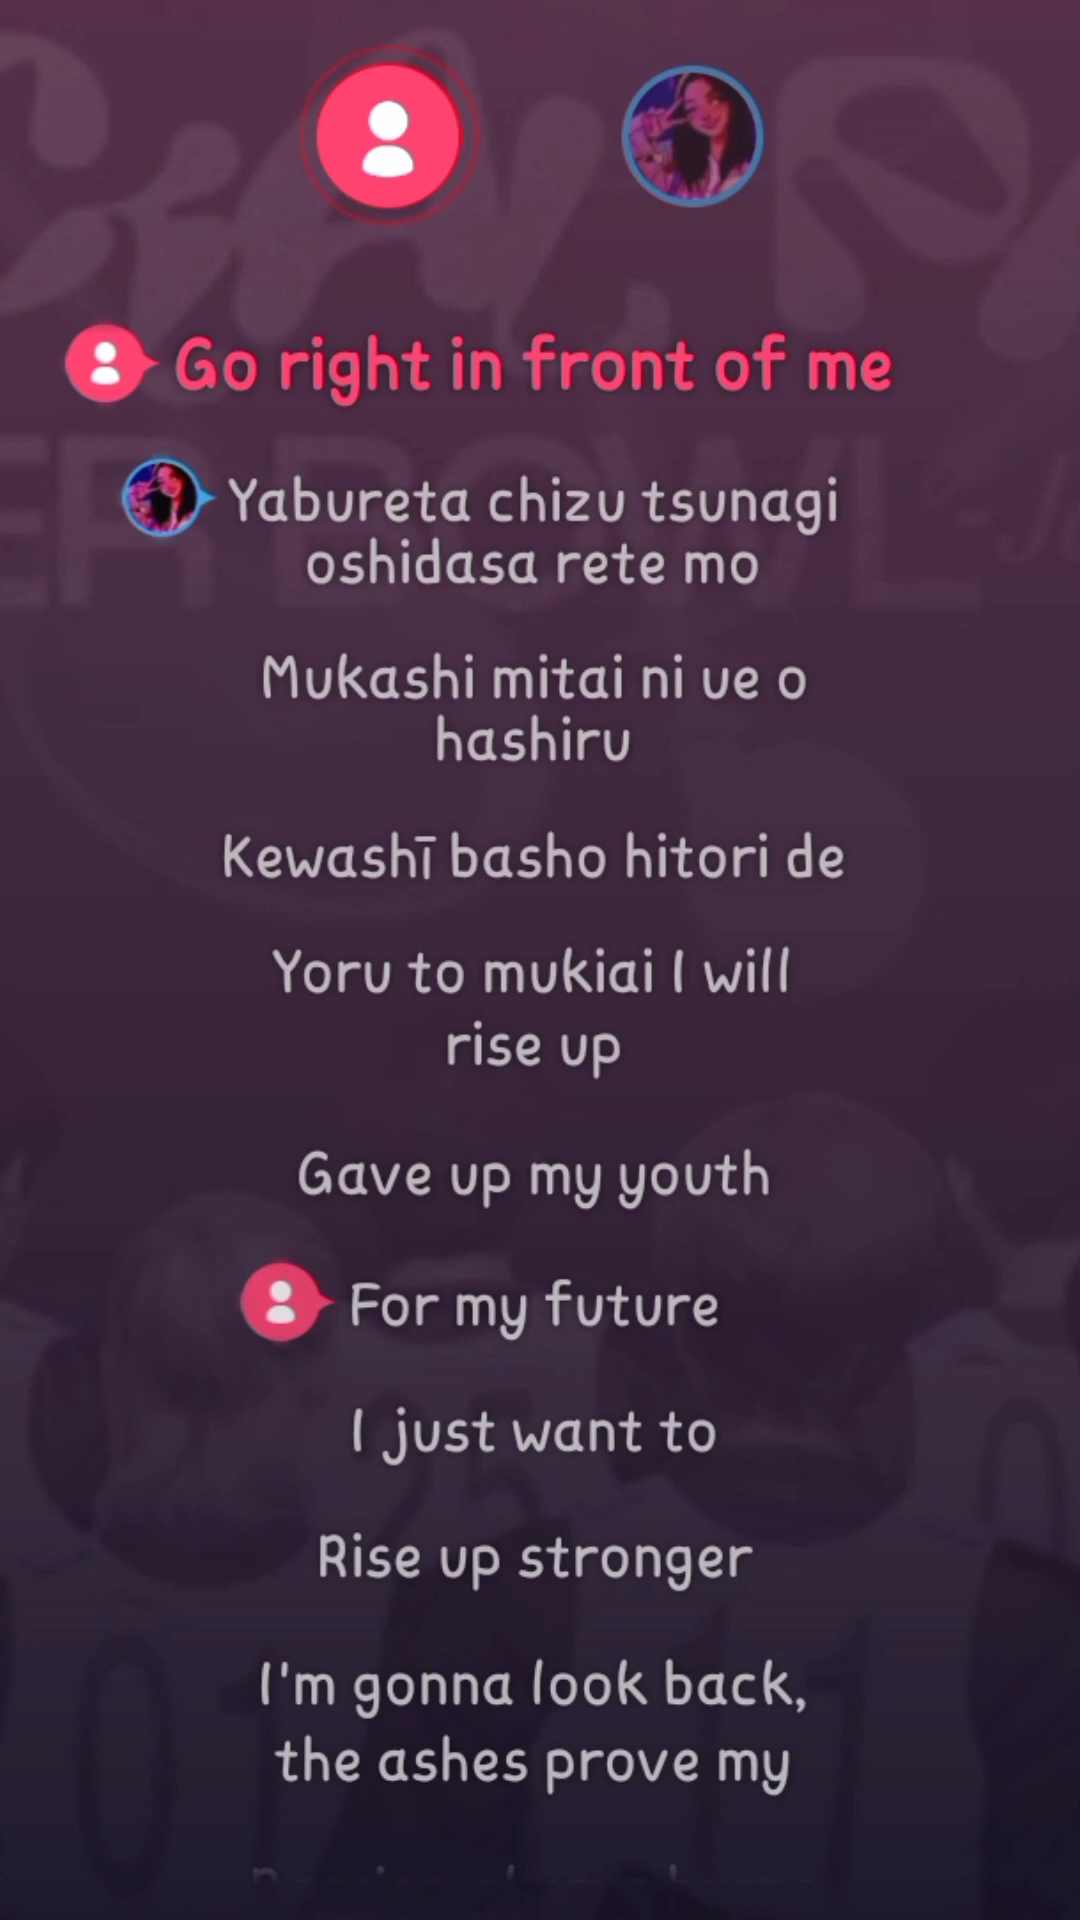 Go right in front of me
Yabureta chizu tsunagi
oshidasa rete mo
Mukashi mitai ni ue o
hashiru
Kewashī basho hitori de
Yoru to mukiai I will
rise up
Gave up my youth
For my future
I just want to
Rise up stronger
I'm gonna look back,
the ashes prove my